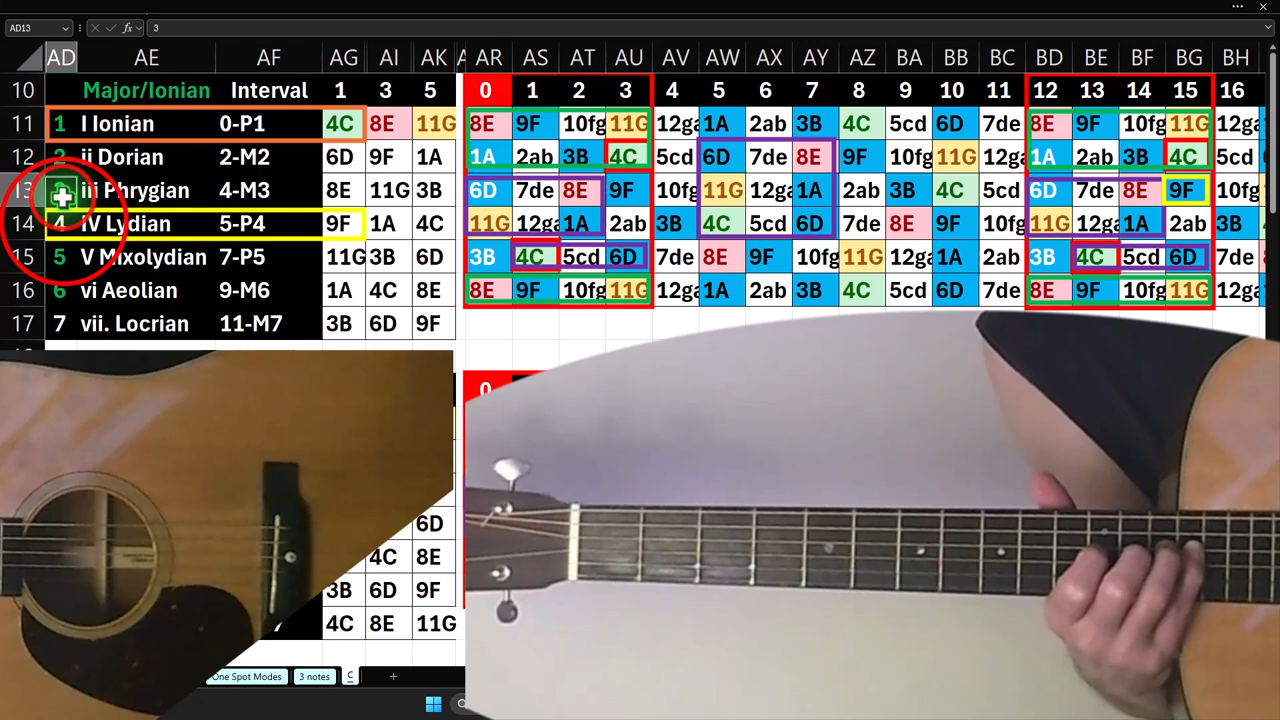 AD13 fx 3
AD AE AF AG AI AK AR AS AT AU AV AW AX AY AZ BA BB BC BD BE BF BG BH
10 Major/Ionian Interval 1 3 5 0 1 2 3 4 5 6 7 8 9 10 11 12 13 14 15 16
11 1 I Ionian 0-P1 4C 8E 11G 8E 9F 10fg 11G 12ga 1A 2ab 3B 4C 5cd 6D 7de 8E 9F 10fg 11G 12ga
12 2 ii Dorian 2-M2 6D 9F 1A 1A 2ab 3B 4C 5cd 6D 7de 8E 9F 10fg 11G 12ga 1A 2ab 3B 4C 5cd
13 iii Phrygian 4-M3 8E 11G 3B 6D 7de 8E 9F 10fg 11G 12ga 1A 2ab 3B 4C 5cd 6D 7de 8E 9F 10fg
14 4 IV Lydian 5-P4 9F 1A 4C 11G 12ga 1A 2ab 3B 4C 5cd 6D 7de 8E 9F 10fg 11G 12ga 1A 2ab 3B
15 5 V Mixolydian 7-P5 11G 3B 6D 3B 4C 5cd 6D 7de 8E 9F 10fg 11G 12ga 1A 2ab 3B 4C 5cd 6D 7de
16 6 vi Aeolian 9-M6 1A 4C 8E 8E 9F 10fg 11G 12ga 1A 2ab 3B 4C 5cd 6D 7de 8E 9F 10fg 11G 12ga
17 7 vii. Locrian 11-M7 3B 6D 9F
0
6D
4C 8E
3B 6D 9F
4C 8E 11G
One Spot Modes 3 notes C +